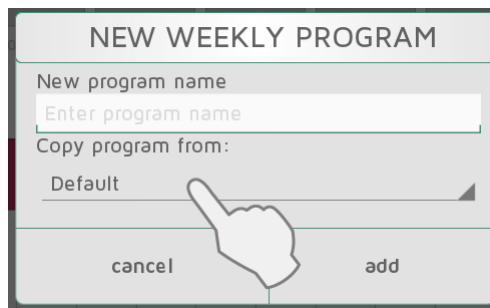 NEW WEEKLY PROGRAM
New program name
Enter program name
Copy program from:
Default
cancel
add